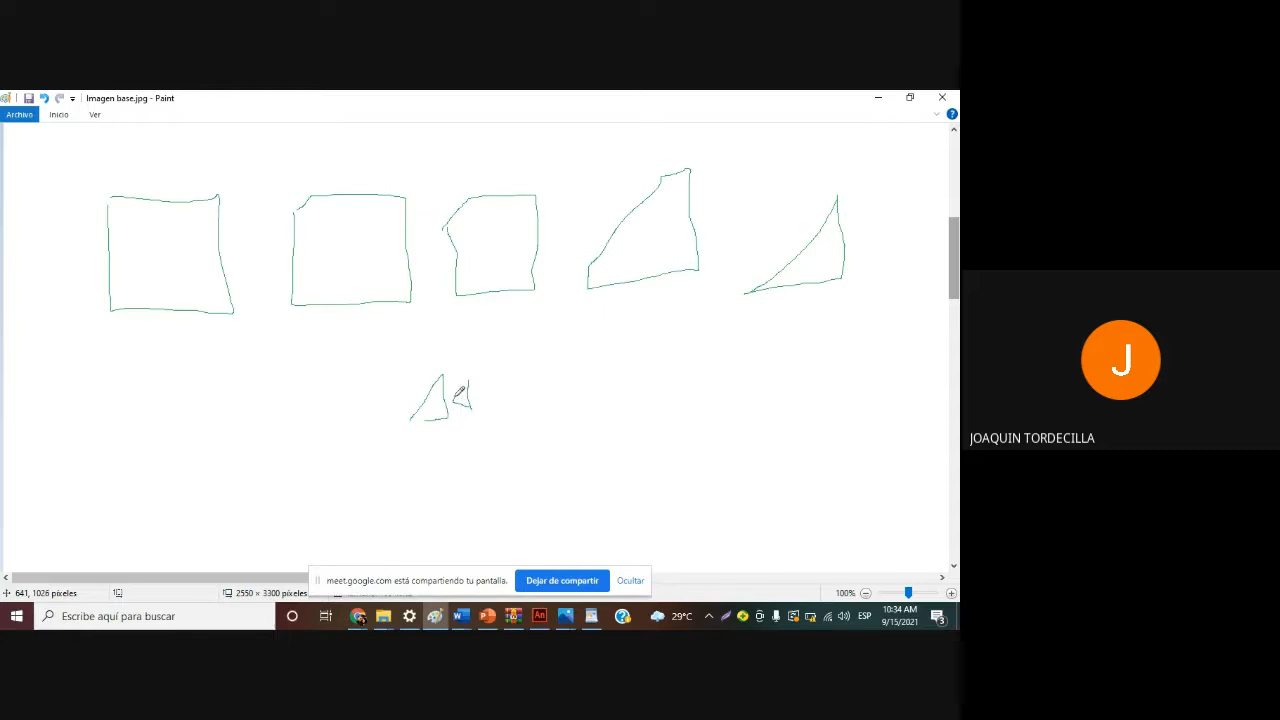 Imagen base.jpg - Paint
Archivo Inicio Ver
J
JOAQUIN TORDECILLA
meet.google.com está compartiendo tu pantalla. Dejar de compartir Ocultar
641, 1026 píxeles 2550 × 3300 píxeles 100%
Escribe aquí para buscar 29°C ESP 10:34 AM
9/15/2021 3